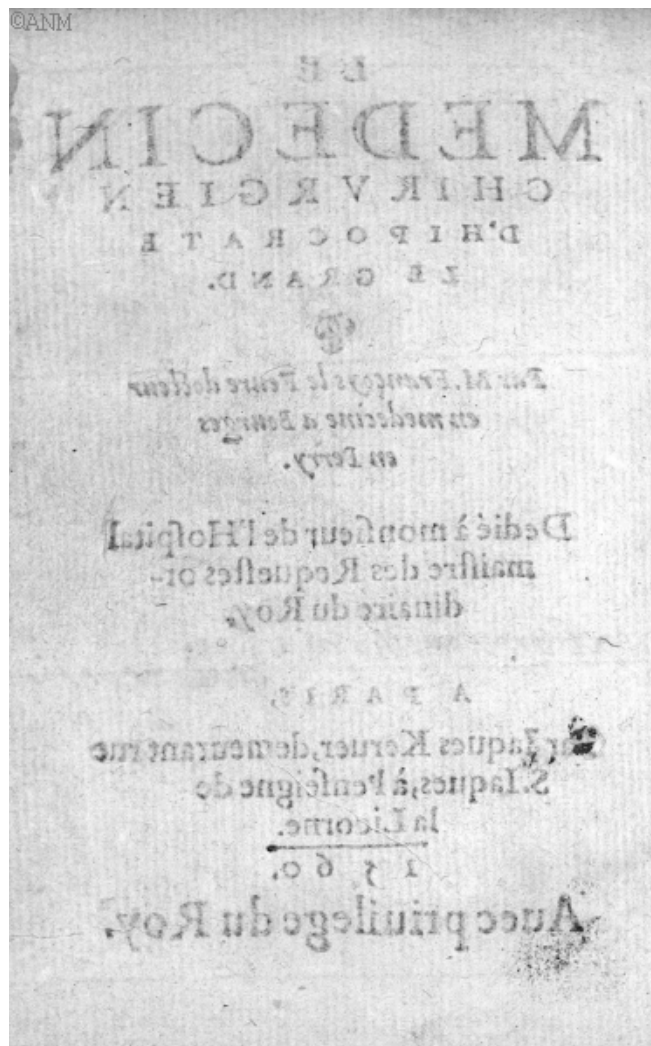 ©ANM
LE
MEDECIN
CHIRVRGIEN
D'HIPOCRATE
LE GRAND.
Par M. Françoys le Feure docteur
en medecine a Bourges
en Berry.
Dedié à monsieur de l'Hospital
maistre des Requestes or-
dinaire du Roy.
A PARIS,
Par Iaques Keruer, demeurant rue
S. Iaques, à l'enseigne de
la Licorne.
1560.
Auec priuilege du Roy.